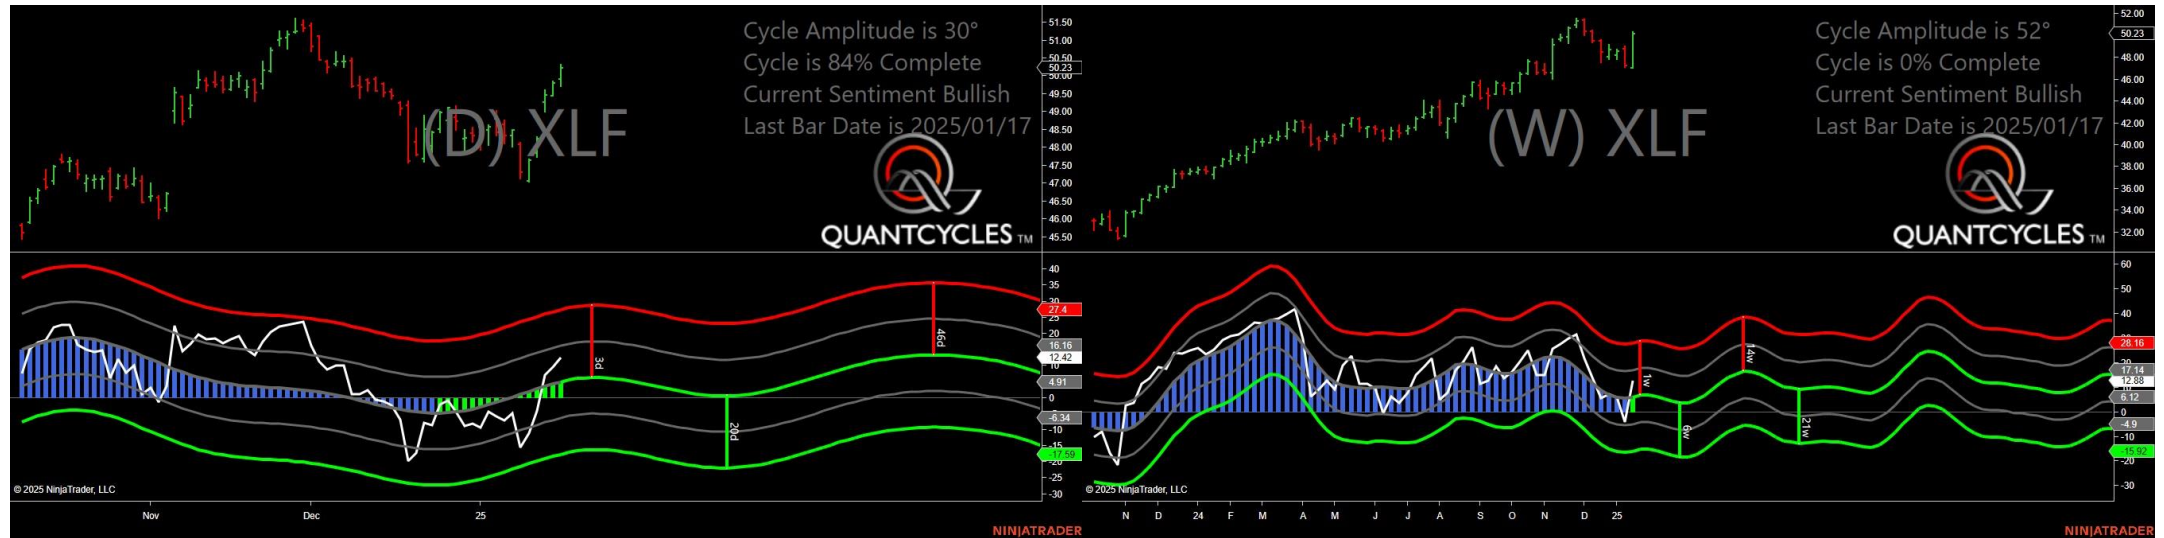 Cycle Amplitude is 30°
Cycle is 84% Complete
Current Sentiment Bullish
Last Bar Date is 2025/01/17
(D) XLF
QUANTCYCLES TM
51.50
51.00
50.50
50.23
50.00
49.50
49.00
48.50
48.00
47.50
47.00
46.50
46.00
45.50
40
35
30
27.4
25
20
16.16
12.42
10
4.91
0
-6.34
-10
-15
-17.59
-20
-25
-30
3d
20d
46d
© 2025 NinjaTrader, LLC
Nov
Dec
25
NINJATRADER
Cycle Amplitude is 52°
Cycle is 0% Complete
Current Sentiment Bullish
Last Bar Date is 2025/01/17
(W) XLF
QUANTCYCLES TM
52.00
50.23
48.00
46.00
44.00
42.00
40.00
38.00
36.00
34.00
32.00
60
50
40
28.16
20
17.14
12.88
6.12
0
-4.9
-10
-15.92
-20
-30
1w
6w
14w
21w
© 2025 NinjaTrader, LLC
N D 24 F M A M J J A S O N D 25
NINJATRADER